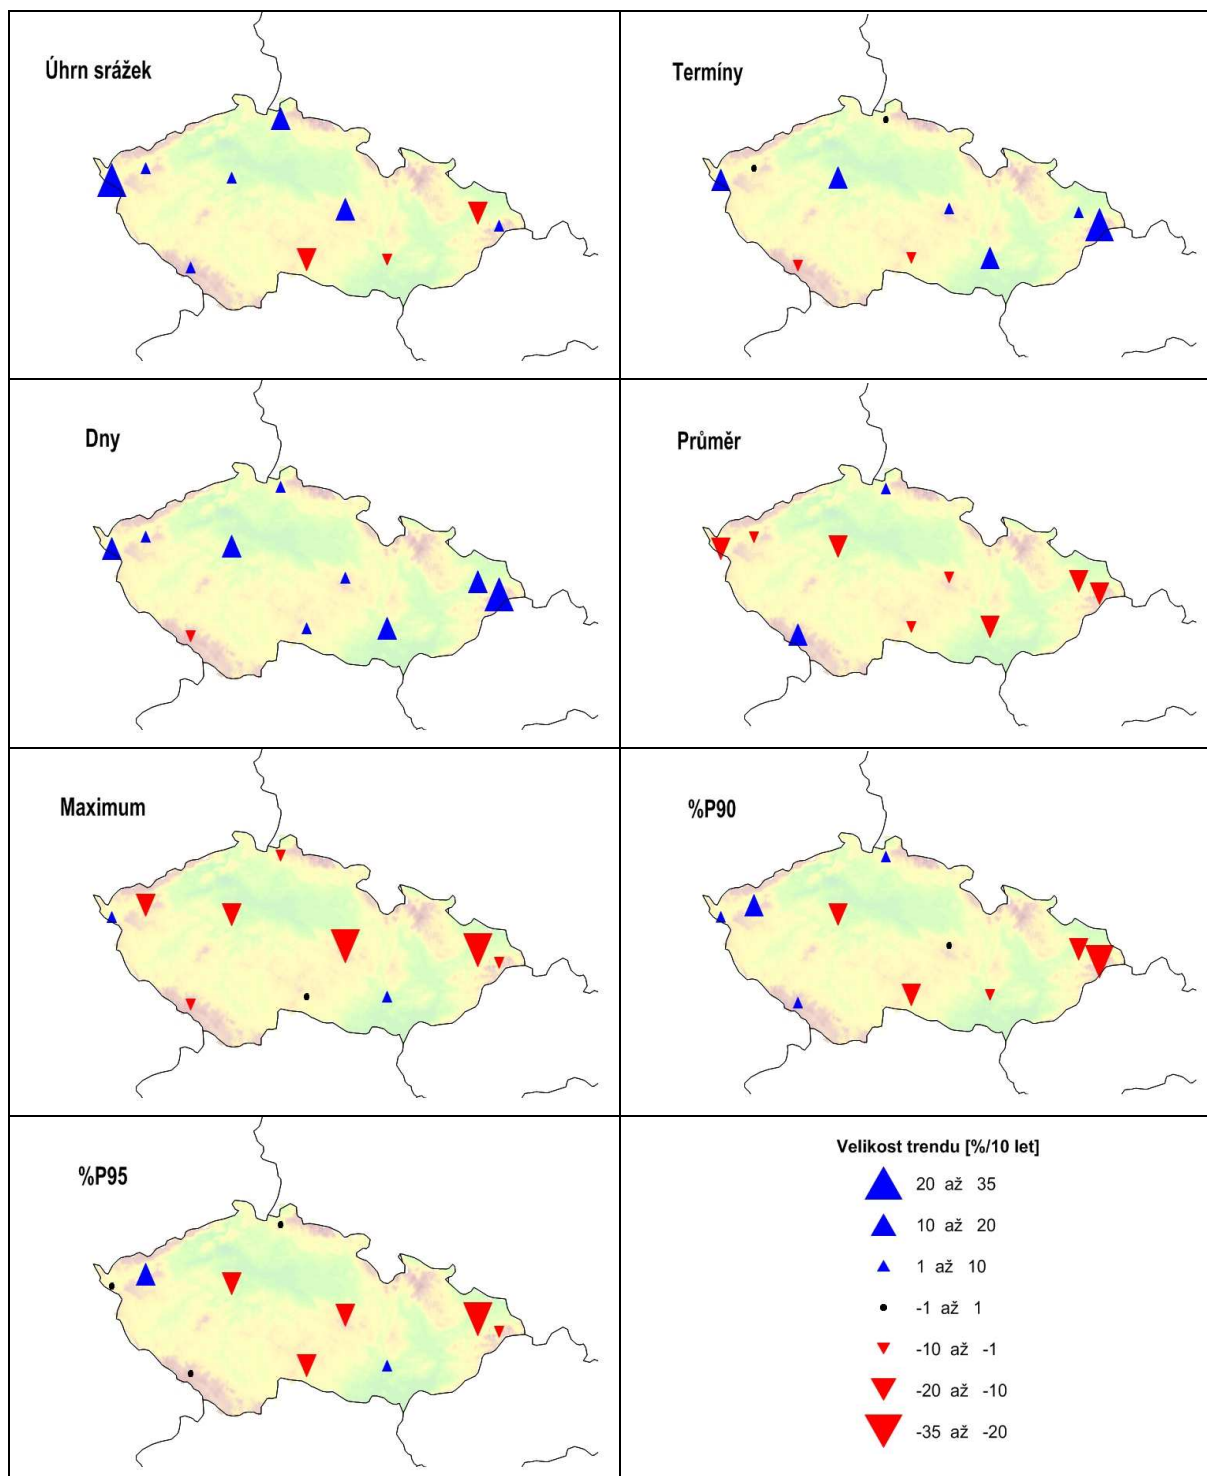 Úhrn srážek
Termíny
Dny
Průměr
Maximum
%P90
%P95
Velikost trendu [%/10 let]
20 až 35
10 až 20
1 až 10
-1 až 1
-10 až -1
-20 až -10
-35 až -20